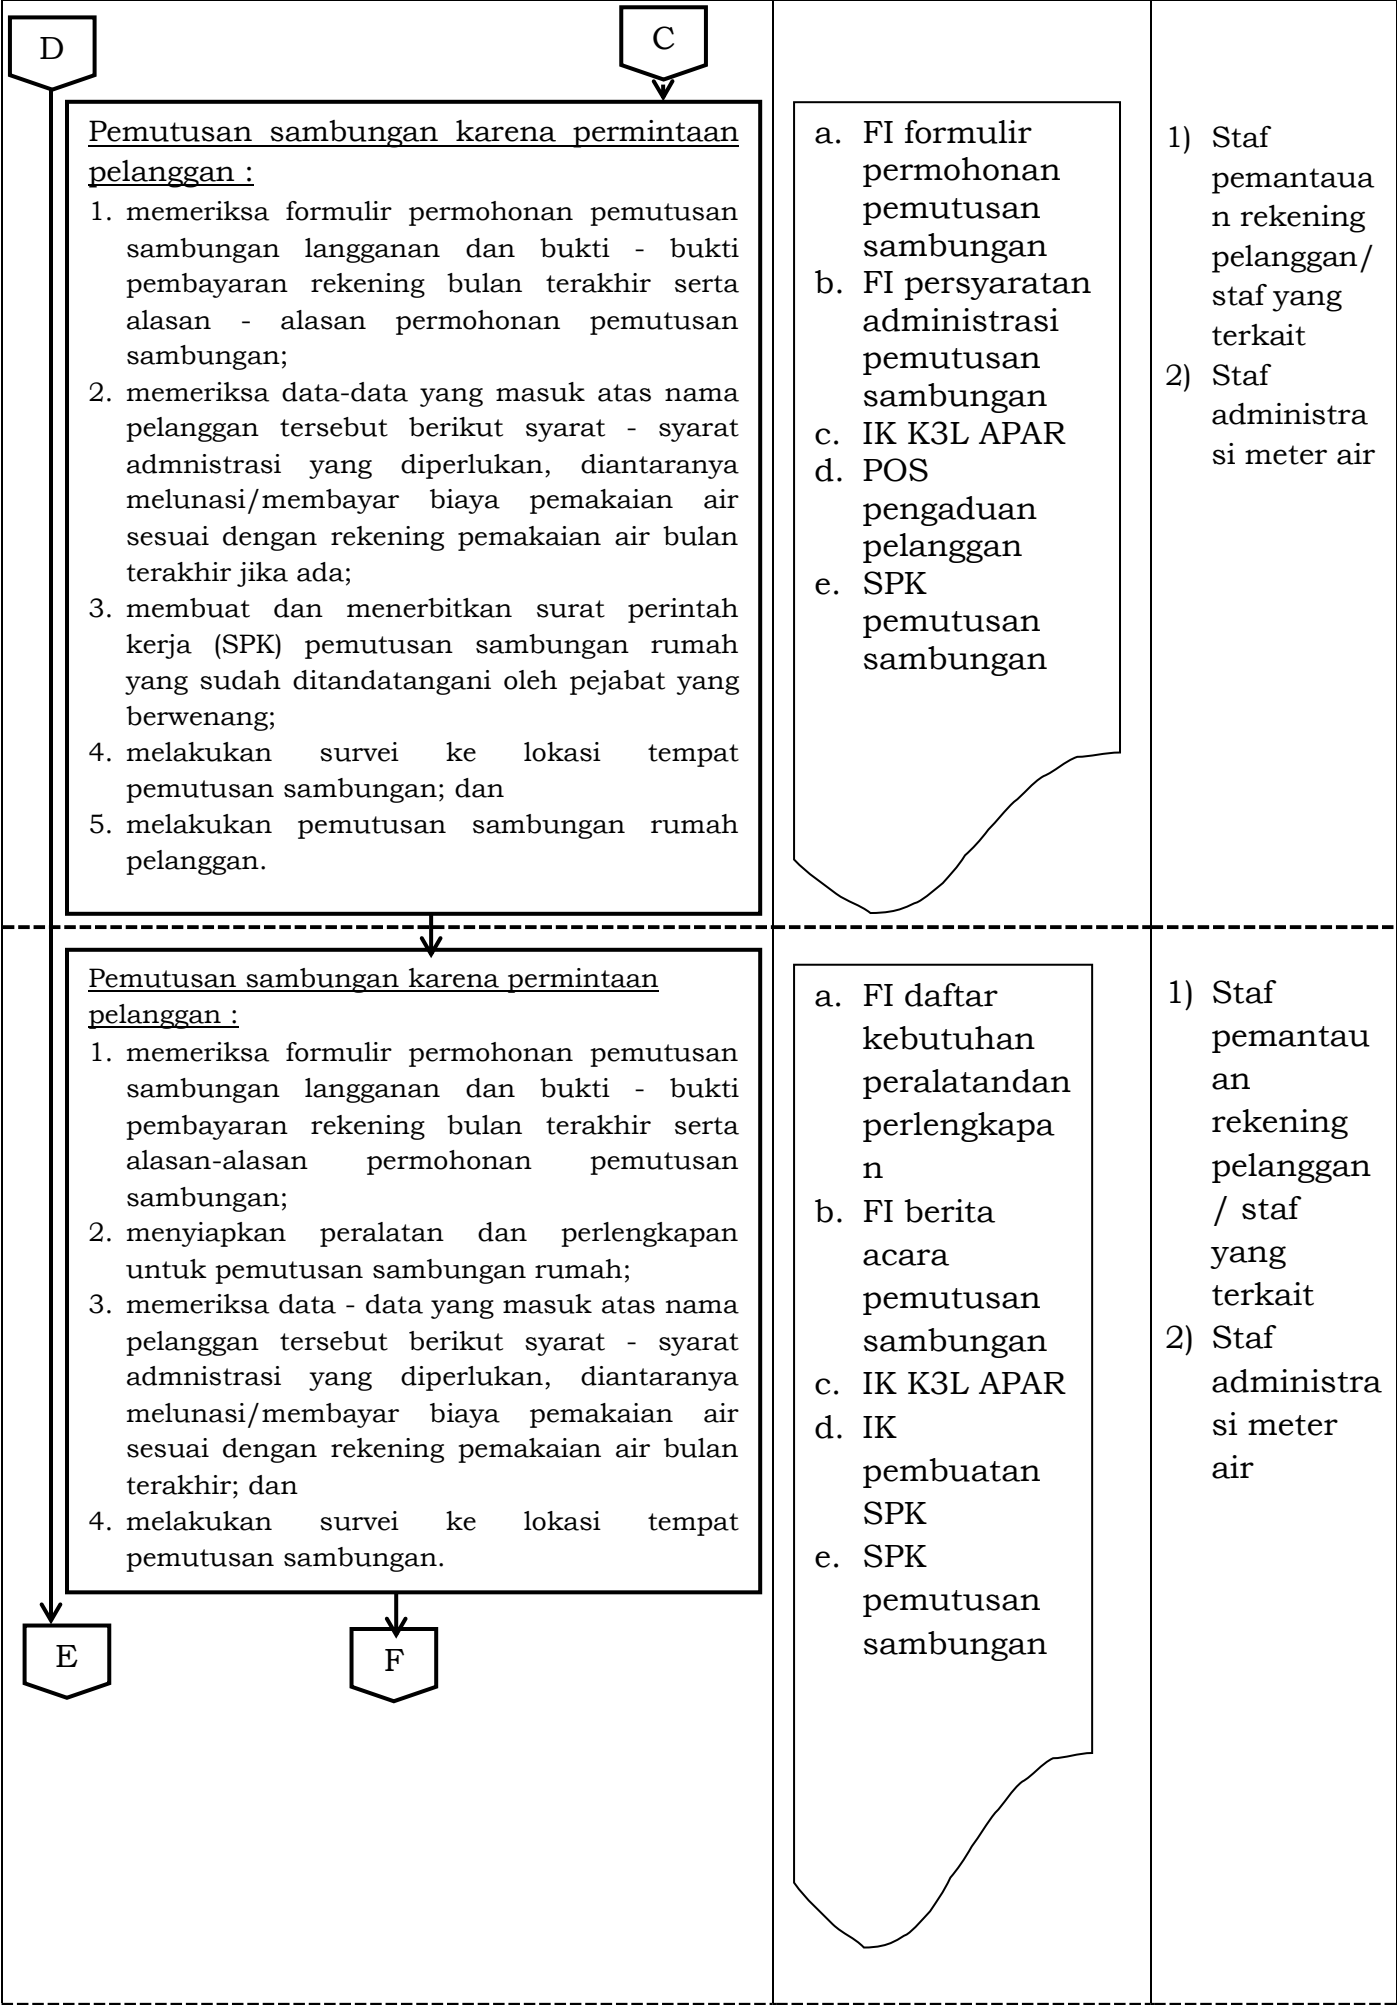 D
C
Pemutusan sambungan karena permintaan
pelanggan :
1. memeriksa formulir permohonan pemutusan
sambungan langganan dan bukti - bukti
pembayaran rekening bulan terakhir serta
alasan - alasan permohonan pemutusan
sambungan;
2. memeriksa data-data yang masuk atas nama
pelanggan tersebut berikut syarat - syarat
admnistrasi yang diperlukan, diantaranya
melunasi/membayar biaya pemakaian air
sesuai dengan rekening pemakaian air bulan
terakhir jika ada;
3. membuat dan menerbitkan surat perintah
kerja (SPK) pemutusan sambungan rumah
yang sudah ditandatangani oleh pejabat yang
berwenang;
4. melakukan survei ke lokasi tempat
pemutusan sambungan; dan
5. melakukan pemutusan sambungan rumah
pelanggan.
a. FI formulir
permohonan
pemutusan
sambungan
b. FI persyaratan
administrasi
pemutusan
sambungan
c. IK K3L APAR
d. POS
pengaduan
pelanggan
e. SPK
pemutusan
sambungan
1) Staf
pemantaua
n rekening
pelanggan/
staf yang
terkait
2) Staf
administra
si meter air
Pemutusan sambungan karena permintaan
pelanggan :
1. memeriksa formulir permohonan pemutusan
sambungan langganan dan bukti - bukti
pembayaran rekening bulan terakhir serta
alasan-alasan permohonan pemutusan
sambungan;
2. menyiapkan peralatan dan perlengkapan
untuk pemutusan sambungan rumah;
3. memeriksa data - data yang masuk atas nama
pelanggan tersebut berikut syarat - syarat
admnistrasi yang diperlukan, diantaranya
melunasi/membayar biaya pemakaian air
sesuai dengan rekening pemakaian air bulan
terakhir; dan
4. melakukan survei ke lokasi tempat
pemutusan sambungan.
a. FI daftar
kebutuhan
peralatandan
perlengkapa
n
b. FI berita
acara
pemutusan
sambungan
c. IK K3L APAR
d. IK
pembuatan
SPK
e. SPK
pemutusan
sambungan
1) Staf
pemantau
an
rekening
pelanggan
/ staf
yang
terkait
2) Staf
administra
si meter
air
E
F